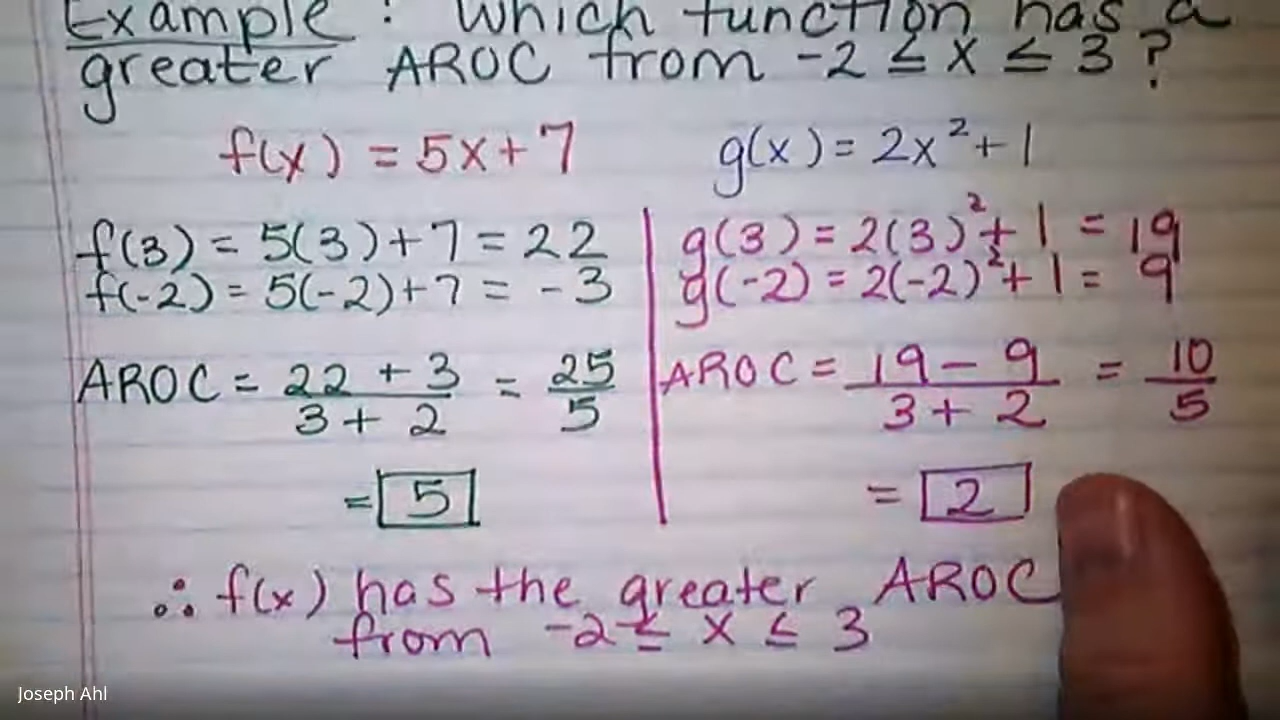 Example : Which function has a
greater AROC from -2 ≤ x ≤ 3 ?
f(x) = 5x+7
g(x) = 2x²+1
f(3) = 5(3)+7 = 22
f(-2) = 5(-2)+7 = -3
AROC = 22 + 3 / 3 + 2 = 25 / 5
= 5
g(3) = 2(3)²+1 = 19
g(-2) = 2(-2)²+1 = 9
AROC = 19 - 9 / 3 + 2 = 10 / 5
= 2
∴ f(x) has the greater AROC
from -2 ≤ x ≤ 3
Joseph Ahl